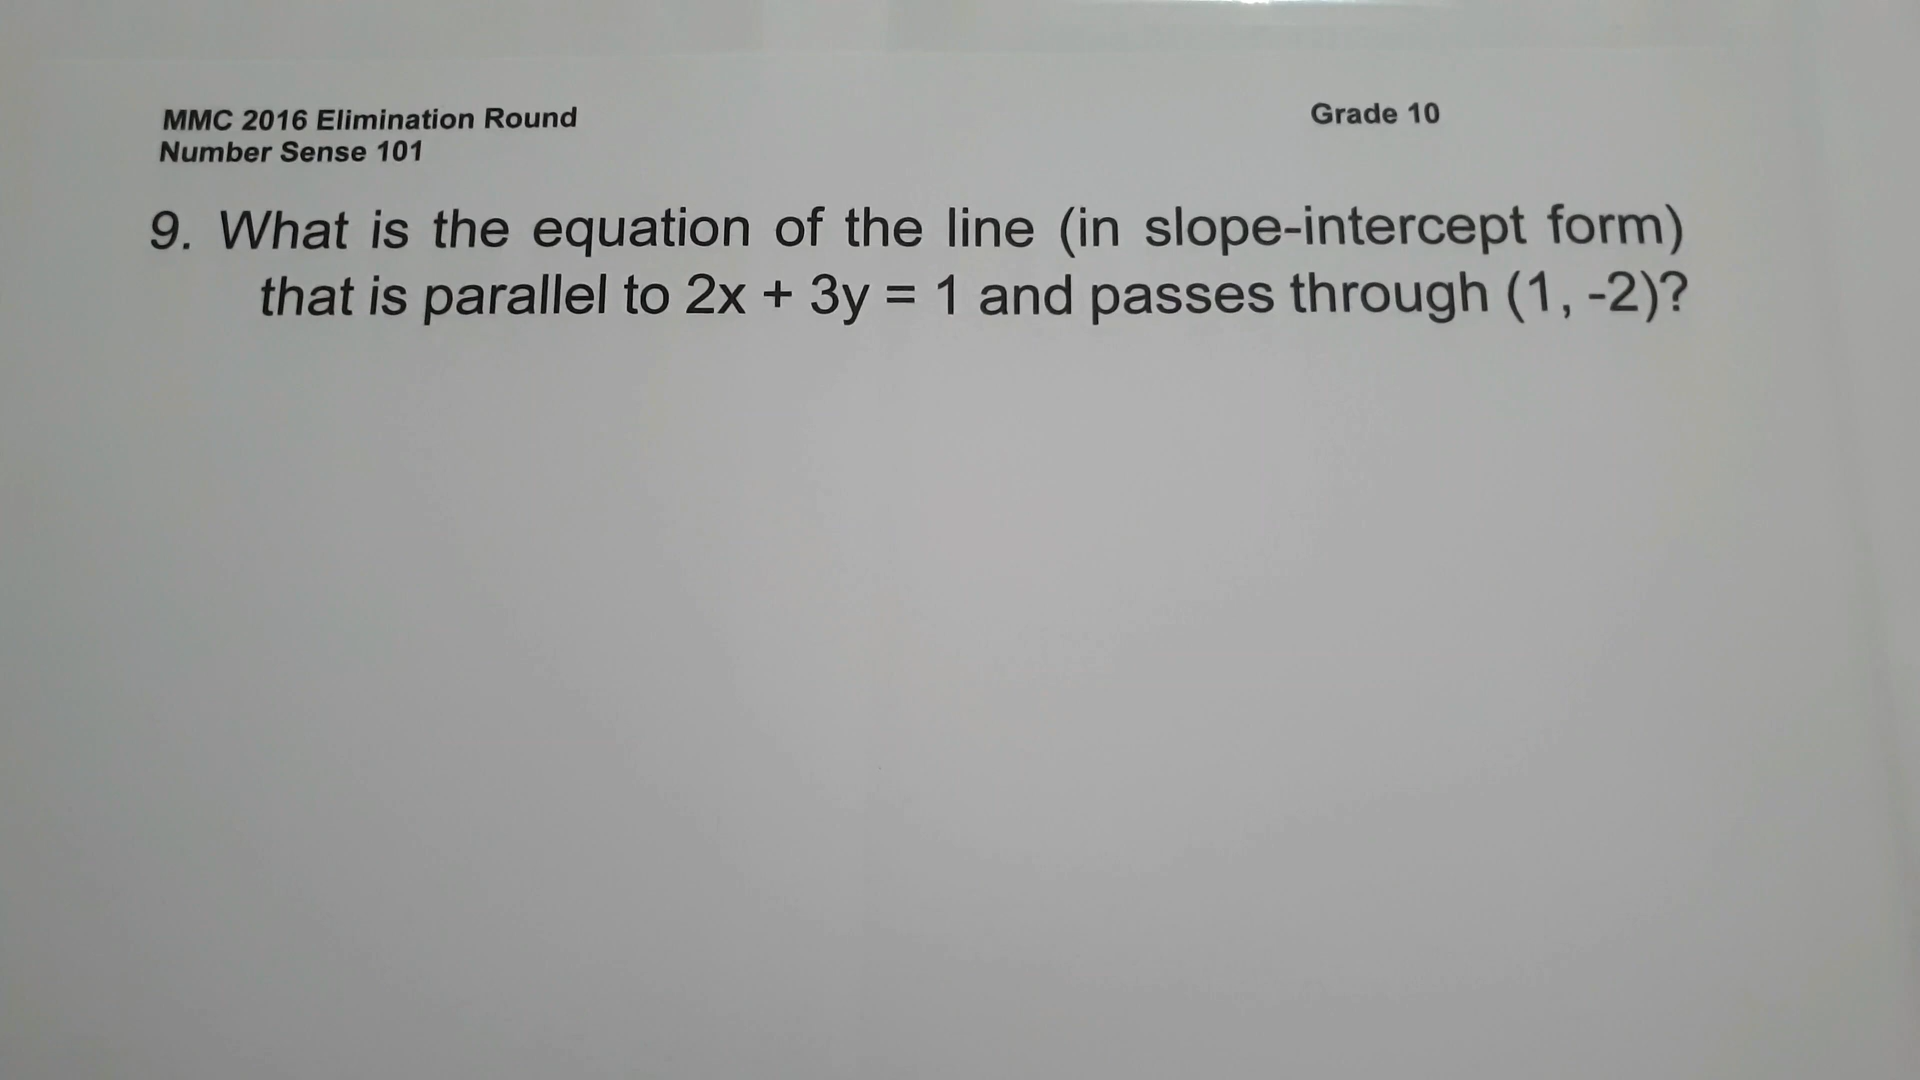 MMC 2016 Elimination Round
Grade 10
Number Sense 101
9. What is the equation of the line (in slope-intercept form)
that is parallel to 2x + 3y = 1 and passes through (1, -2)?